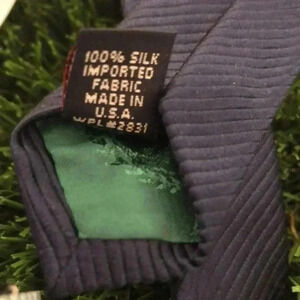 100% SILK
IMPORTED
FABRIC
MADE IN
U.S.A.
WPL#2831